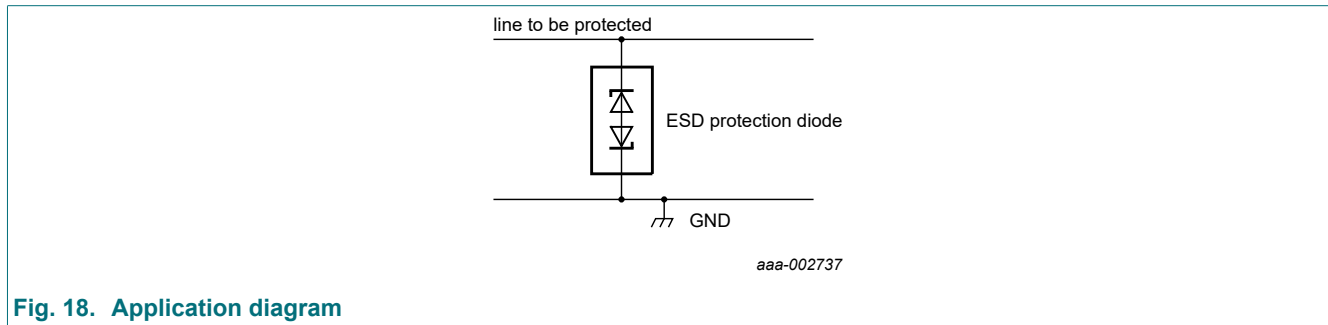 line to be protected
ESD protection diode
GND
aaa-002737
Fig. 18. Application diagram